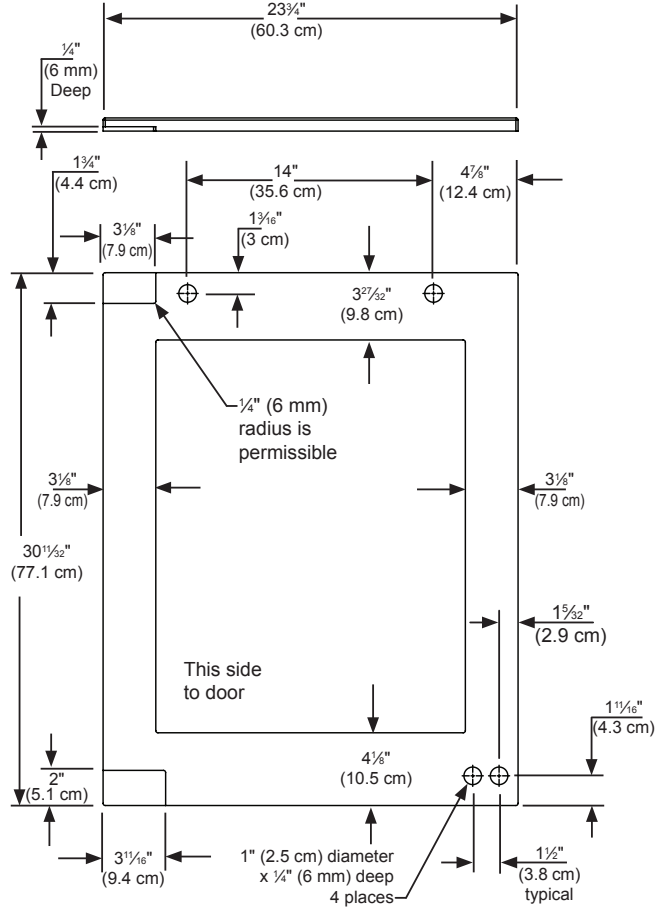 23¾"
(60.3 cm)
¼"
(6 mm)
Deep
1¾"
(4.4 cm)
14"
(35.6 cm)
4⅞"
(12.4 cm)
3⅛"
(7.9 cm)
1³⁄₁₆"
(3 cm)
3²⁷⁄₃₂"
(9.8 cm)
¼" (6 mm)
radius is
permissible
3⅛"
(7.9 cm)
3⅛"
(7.9 cm)
30¹¹⁄₃₂"
(77.1 cm)
1⁵⁄₃₂"
(2.9 cm)
This side
to door
1¹¹⁄₁₆"
(4.3 cm)
4⅛"
(10.5 cm)
2"
(5.1 cm)
3¹¹⁄₁₆"
(9.4 cm)
1" (2.5 cm) diameter
x ¼" (6 mm) deep
4 places
1½"
(3.8 cm)
typical